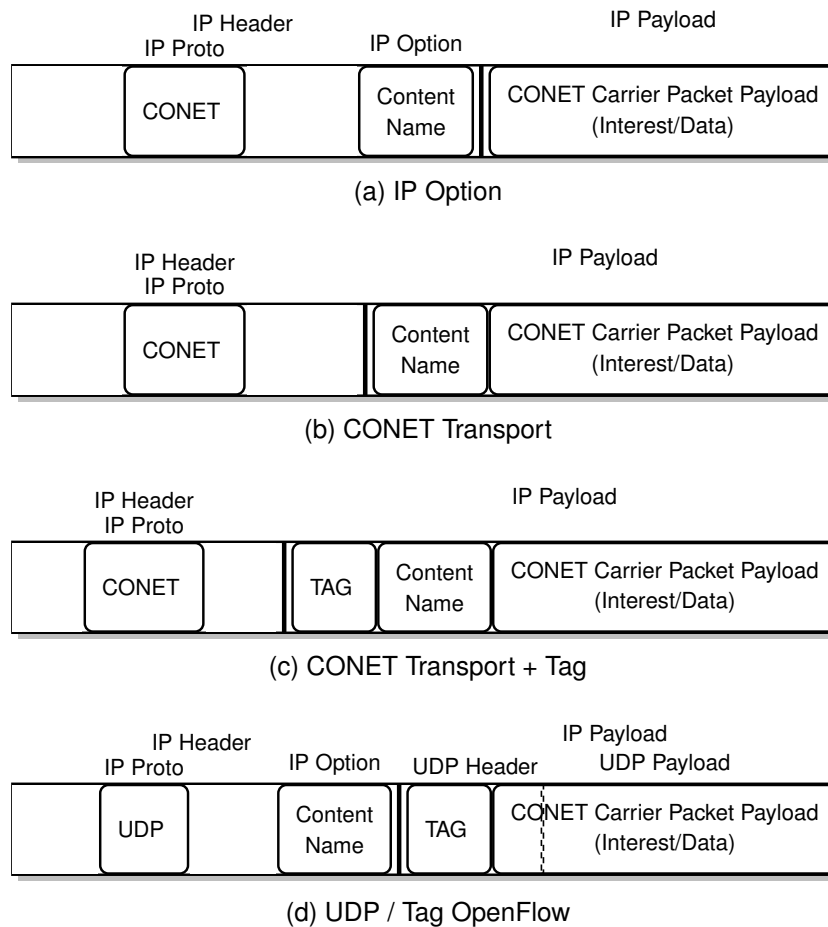 IP Header
IP Payload
IP Proto
IP Option
CONET
Content
Name
CONET Carrier Packet Payload
(Interest/Data)
(a) IP Option
IP Header
IP Payload
IP Proto
CONET
Content
Name
CONET Carrier Packet Payload
(Interest/Data)
(b) CONET Transport
IP Header
IP Payload
IP Proto
CONET
TAG
Content
Name
CONET Carrier Packet Payload
(Interest/Data)
(c) CONET Transport + Tag
IP Header
IP Payload
IP Proto
IP Option
UDP Header
UDP Payload
UDP
Content
Name
TAG
CONET Carrier Packet Payload
(Interest/Data)
(d) UDP / Tag OpenFlow